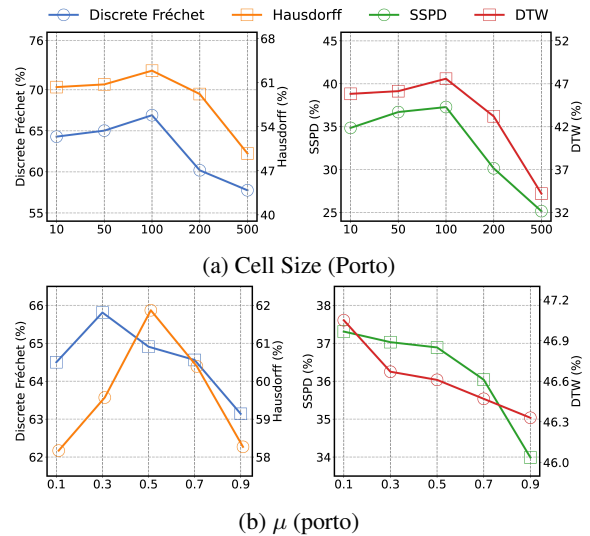 Discrete Fréchet Hausdorff SSPD DTW
76 70 65 60 55
Discrete Fréchet (%)
68 61 54 47 40
Hausdorff (%)
10 50 100 200 500
45 40 35 30 25
SSPD (%)
52 47 42 37 32
DTW (%)
10 50 100 200 500
(a) Cell Size (Porto)
66 65 64 63 62
Discrete Fréchet (%)
62 61 60 59 58
Hausdorff (%)
0.1 0.3 0.5 0.7 0.9
38 37 36 35 34
SSPD (%)
47.2 46.9 46.6 46.3 46.0
DTW (%)
0.1 0.3 0.5 0.7 0.9
(b) μ (porto)